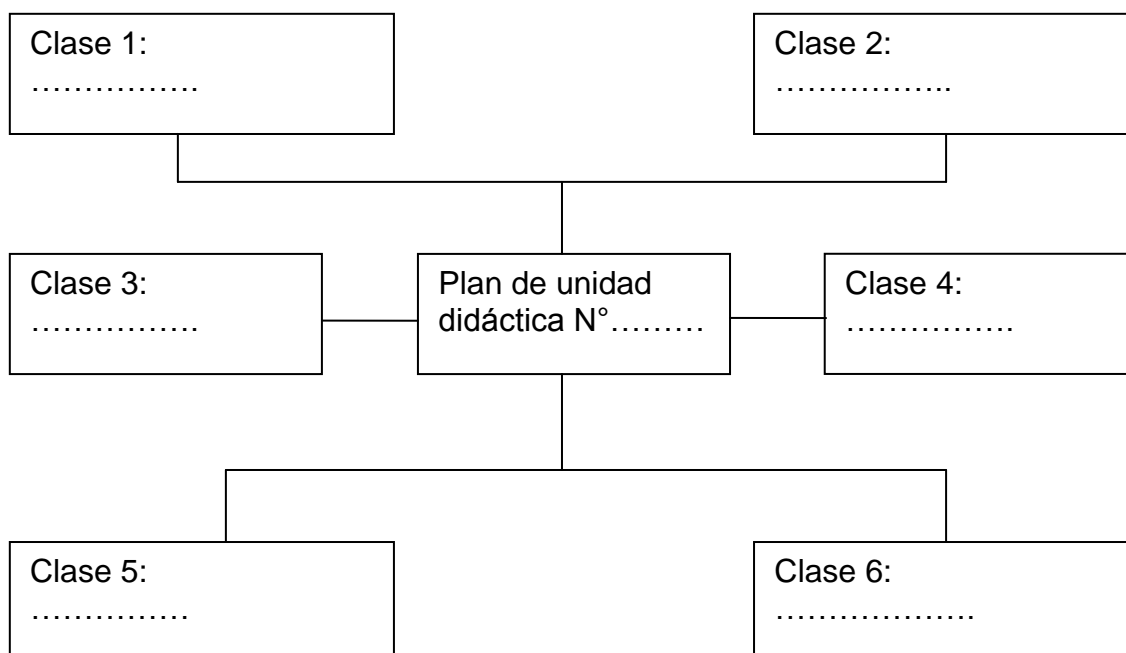 Clase 1:
…………….
Clase 2:
……………..
Clase 3:
…………….
Plan de unidad
didáctica N°………
Clase 4:
…………….
Clase 5:
……………
Clase 6:
……………….